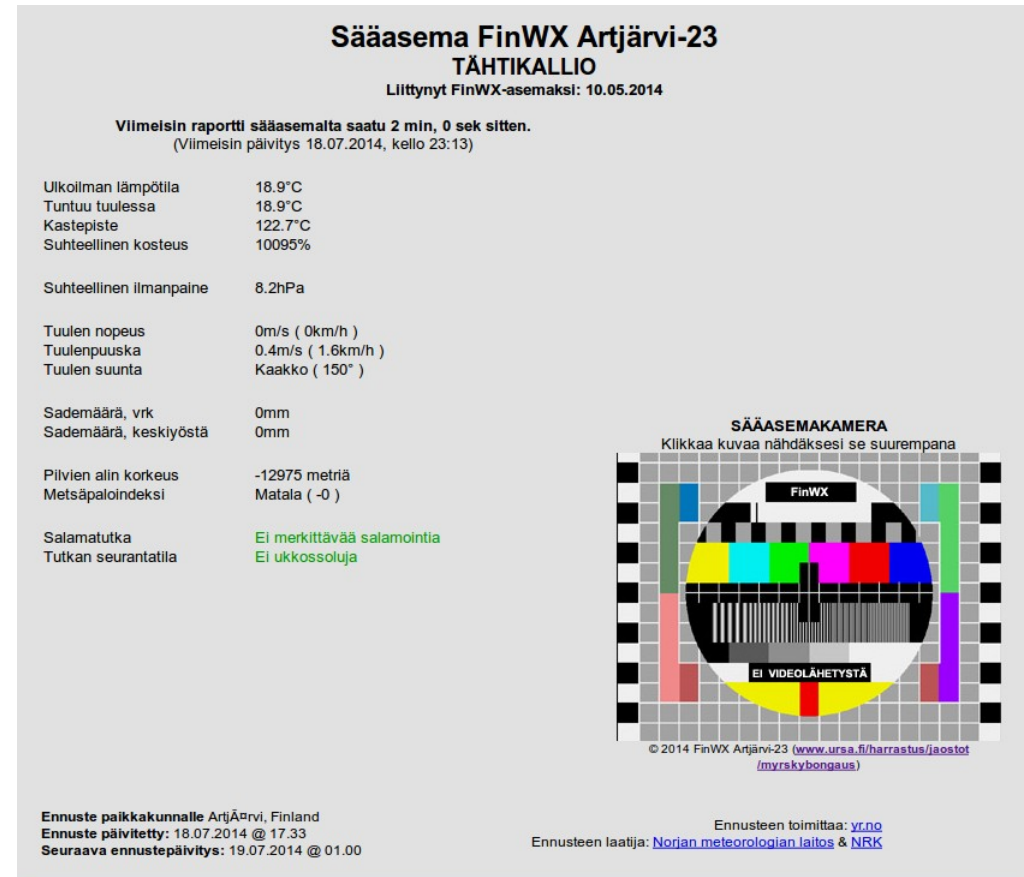 Sääasema FinWX Artjärvi-23
TÄHTIKALLIO
Liittynyt FinWX-asemaksi: 10.05.2014
Viimeisin raportti sääasemalta saatu 2 min, 0 sek sitten.
(Viimeisin päivitys 18.07.2014, kello 23:13)
Ulkoilman lämpötila 18.9°C
Tuntuu tuulessa 18.9°C
Kastepiste 122.7°C
Suhteellinen kosteus 10095%
Suhteellinen ilmanpaine 8.2hPa
Tuulen nopeus 0m/s ( 0km/h )
Tuulenpuuska 0.4m/s ( 1.6km/h )
Tuulen suunta Kaakko ( 150° )
Sademäärä, vrk 0mm
Sademäärä, keskiyöstä 0mm
Pilvien alin korkeus -12975 metriä
Metsäpaloindeksi Matala ( -0 )
Salamatutka Ei merkittävää salamointia
Tutkan seurantatila Ei ukkossoluja
SÄÄASEMAKAMERA
Klikkaa kuvaa nähdäksesi se suurempana
FinWX
EI VIDEOLÄHETYSTÄ
© 2014 FinWX Artjärvi-23 (www.ursa.fi/harrastus/jaostot
/myrskybongaus)
Ennuste paikkakunnalle ArtjÃ¤rvi, Finland
Ennuste päivitetty: 18.07.2014 @ 17.33
Seuraava ennustepäivitys: 19.07.2014 @ 01.00
Ennusteen toimittaa: yr.no
Ennusteen laatija: Norjan meteorologian laitos & NRK